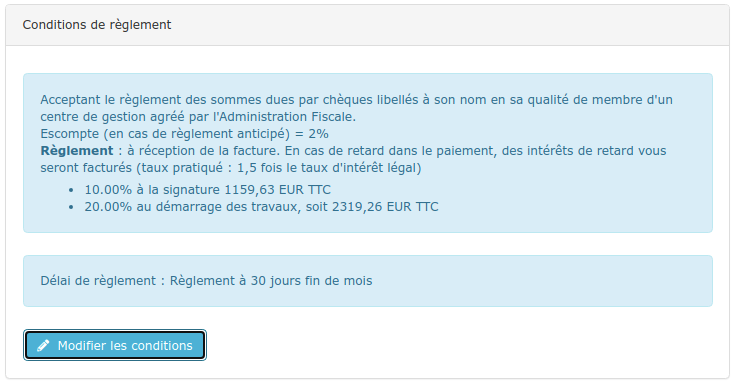 Conditions de règlement
Acceptant le règlement des sommes dues par chèques libellés à son nom en sa qualité de membre d'un
centre de gestion agréé par l'Administration Fiscale.
Escompte (en cas de règlement anticipé) = 2%
Règlement : à réception de la facture. En cas de retard dans le paiement, des intérêts de retard vous
seront facturés (taux pratiqué : 1,5 fois le taux d'intérêt légal)
• 10.00% à la signature 1159,63 EUR TTC
• 20.00% au démarrage des travaux, soit 2319,26 EUR TTC
Délai de règlement : Règlement à 30 jours fin de mois
Modifier les conditions